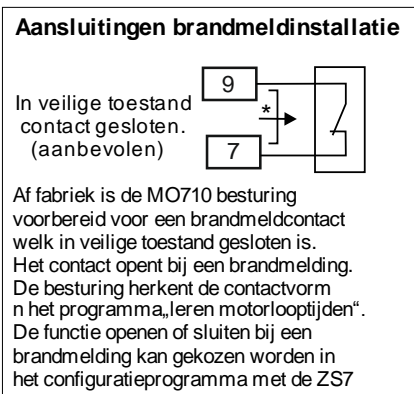 Aansluitingen brandmeldinstallatie
9
In veilige toestand
contact gesloten.
(aanbevolen)
*
7
Af fabriek is de MO710 besturing
voorbereid voor een brandmeldcontact
welk in veilige toestand gesloten is.
Het contact opent bij een brandmelding.
De besturing herkent de contactvorm
n het programma„leren motorlooptijden“.
De functie openen of sluiten bij een
brandmelding kan gekozen worden in
het configuratieprogramma met de ZS7